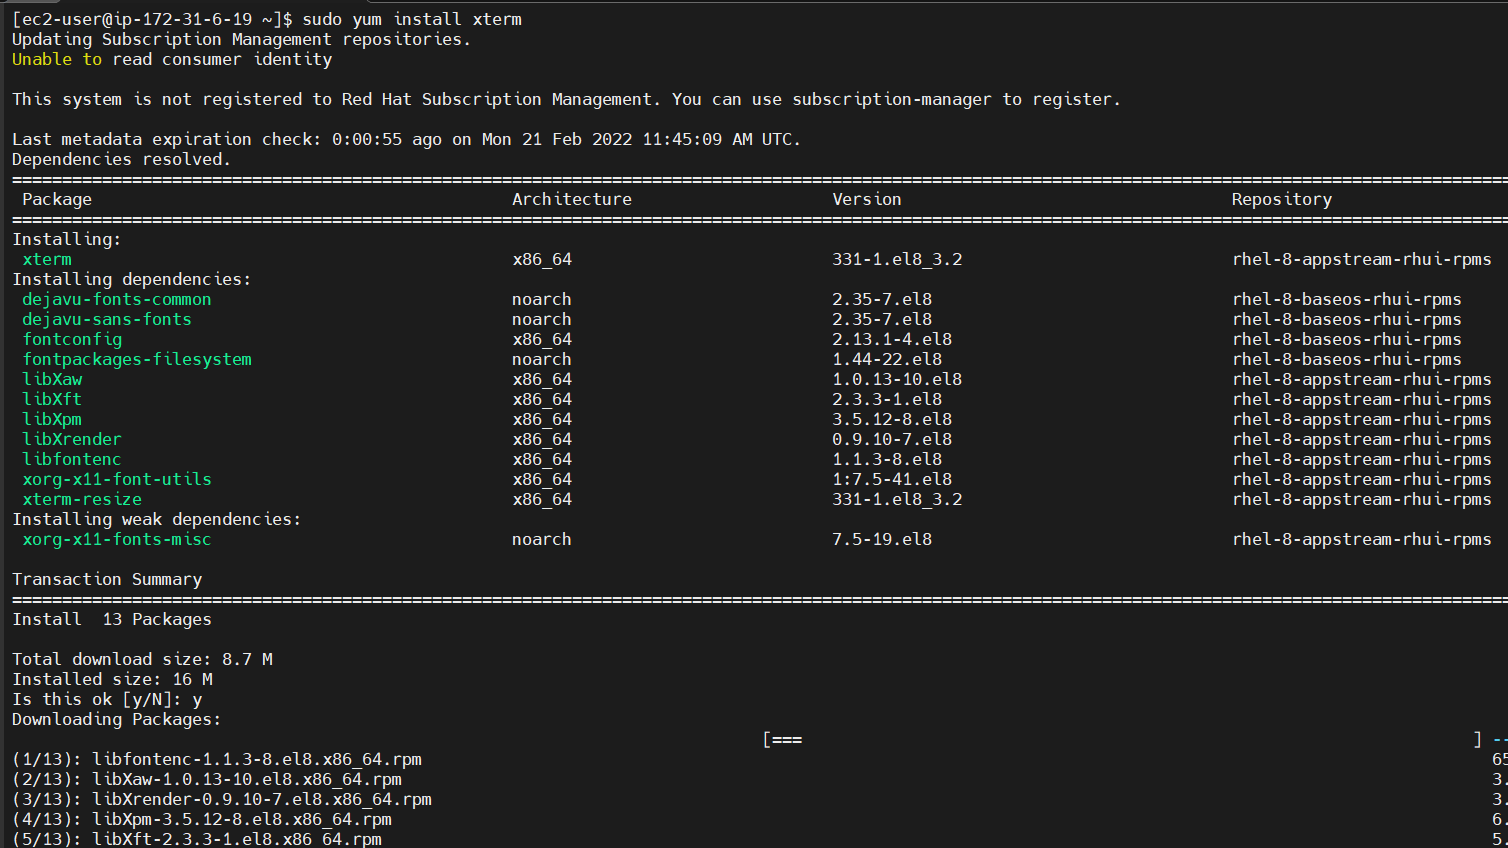 [ec2-user@ip-172-31-6-19 ~]$ sudo yum install xterm
Updating Subscription Management repositories.
Unable to read consumer identity
This system is not registered to Red Hat Subscription Management. You can use subscription-manager to register.
Last metadata expiration check: 0:00:55 ago on Mon 21 Feb 2022 11:45:09 AM UTC.
Dependencies resolved.
================================================================================
Package Architecture Version Repository
================================================================================
Installing:
xterm x86_64 331-1.el8_3.2 rhel-8-appstream-rhui-rpms
Installing dependencies:
dejavu-fonts-common noarch 2.35-7.el8 rhel-8-baseos-rhui-rpms
dejavu-sans-fonts noarch 2.35-7.el8 rhel-8-baseos-rhui-rpms
fontconfig x86_64 2.13.1-4.el8 rhel-8-baseos-rhui-rpms
fontpackages-filesystem noarch 1.44-22.el8 rhel-8-baseos-rhui-rpms
libXaw x86_64 1.0.13-10.el8 rhel-8-appstream-rhui-rpms
libXft x86_64 2.3.3-1.el8 rhel-8-appstream-rhui-rpms
libXpm x86_64 3.5.12-8.el8 rhel-8-appstream-rhui-rpms
libXrender x86_64 0.9.10-7.el8 rhel-8-appstream-rhui-rpms
libfontenc x86_64 1.1.3-8.el8 rhel-8-appstream-rhui-rpms
xorg-x11-font-utils x86_64 1:7.5-41.el8 rhel-8-appstream-rhui-rpms
xterm-resize x86_64 331-1.el8_3.2 rhel-8-appstream-rhui-rpms
Installing weak dependencies:
xorg-x11-fonts-misc noarch 7.5-19.el8 rhel-8-appstream-rhui-rpms
Transaction Summary
================================================================================
Install  13 Packages
Total download size: 8.7 M
Installed size: 16 M
Is this ok [y/N]: y
Downloading Packages:
[=== ] --
(1/13): libfontenc-1.1.3-8.el8.x86_64.rpm 65
(2/13): libXaw-1.0.13-10.el8.x86_64.rpm 3.
(3/13): libXrender-0.9.10-7.el8.x86_64.rpm 3.
(4/13): libXpm-3.5.12-8.el8.x86_64.rpm 6.
(5/13): libXft-2.3.3-1.el8.x86_64.rpm 5.